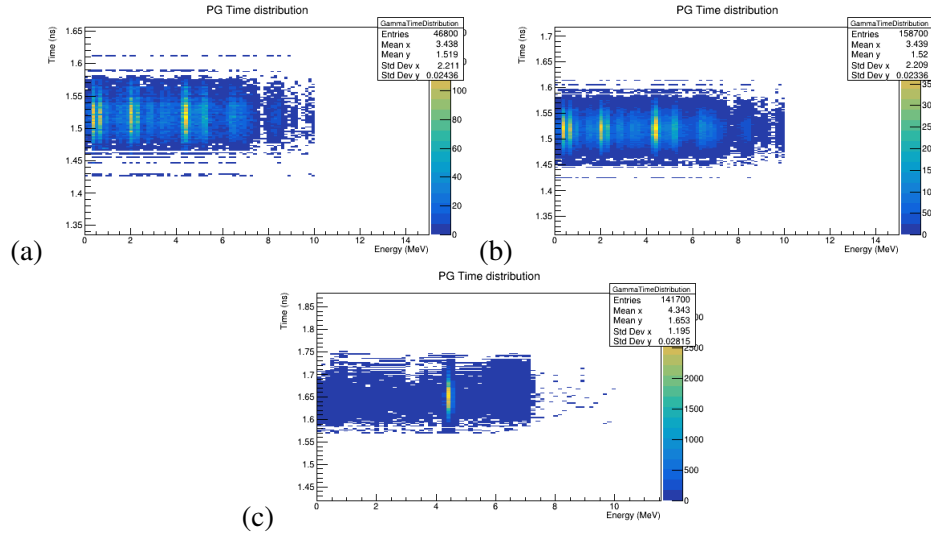 PG Time distribution
GammaTimeDistribution
Entries 46800
Mean x 3.438
Mean y 1.519
Std Dev x 2.211
Std Dev y 0.02436
Time (ns)
1.65
1.6
1.55
1.5
1.45
1.4
1.35
0 2 4 6 8 10 12 14
Energy (MeV)
100
80
60
40
20
0
(a)
PG Time distribution
GammaTimeDistribution
Entries 158700
Mean x 3.439
Mean y 1.52
Std Dev x 2.209
Std Dev y 0.02336
Time (ns)
1.7
1.65
1.6
1.55
1.5
1.45
1.4
1.35
0 2 4 6 8 10 12 14
Energy (MeV)
350
300
250
200
150
100
50
0
(b)
PG Time distribution
GammaTimeDistribution
Entries 141700
Mean x 4.343
Mean y 1.653
Std Dev x 1.195
Std Dev y 0.02815
Time (ns)
1.85
1.8
1.75
1.7
1.65
1.6
1.55
1.5
1.45
0 2 4 6 8 10
Energy (MeV)
2500
2000
1500
1000
500
0
(c)